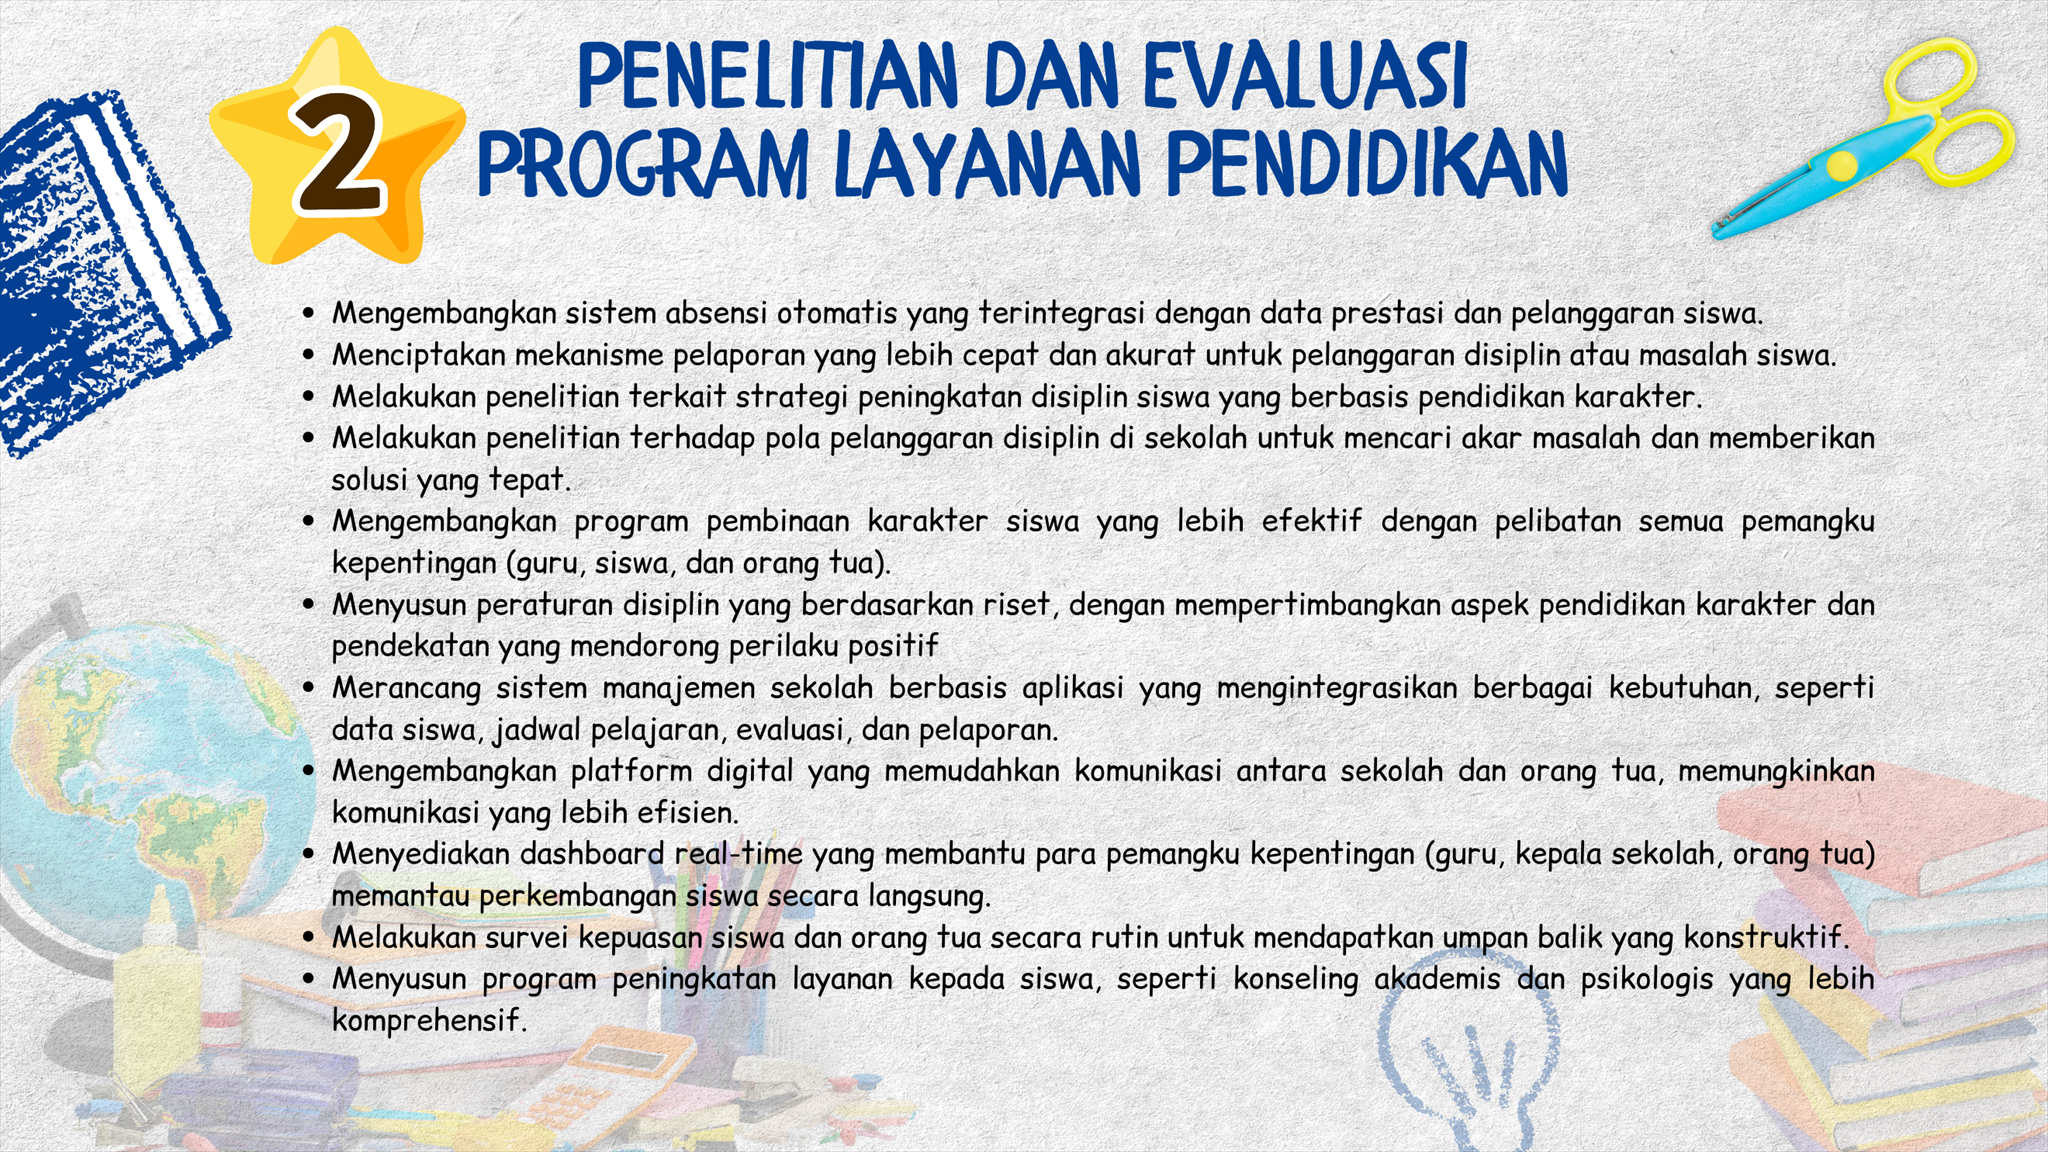 2
PENELITIAN DAN EVALUASI
PROGRAM LAYANAN PENDIDIKAN
• Mengembangkan sistem absensi otomatis yang terintegrasi dengan data prestasi dan pelanggaran siswa.
• Menciptakan mekanisme pelaporan yang lebih cepat dan akurat untuk pelanggaran disiplin atau masalah siswa.
• Melakukan penelitian terkait strategi peningkatan disiplin siswa yang berbasis pendidikan karakter.
• Melakukan penelitian terhadap pola pelanggaran disiplin di sekolah untuk mencari akar masalah dan memberikan
solusi yang tepat.
• Mengembangkan program pembinaan karakter siswa yang lebih efektif dengan pelibatan semua pemangku
kepentingan (guru, siswa, dan orang tua).
• Menyusun peraturan disiplin yang berdasarkan riset, dengan mempertimbangkan aspek pendidikan karakter dan
pendekatan yang mendorong perilaku positif
• Merancang sistem manajemen sekolah berbasis aplikasi yang mengintegrasikan berbagai kebutuhan, seperti
data siswa, jadwal pelajaran, evaluasi, dan pelaporan.
• Mengembangkan platform digital yang memudahkan komunikasi antara sekolah dan orang tua, memungkinkan
komunikasi yang lebih efisien.
• Menyediakan dashboard real-time yang membantu para pemangku kepentingan (guru, kepala sekolah, orang tua)
memantau perkembangan siswa secara langsung.
• Melakukan survei kepuasan siswa dan orang tua secara rutin untuk mendapatkan umpan balik yang konstruktif.
• Menyusun program peningkatan layanan kepada siswa, seperti konseling akademis dan psikologis yang lebih
komprehensif.